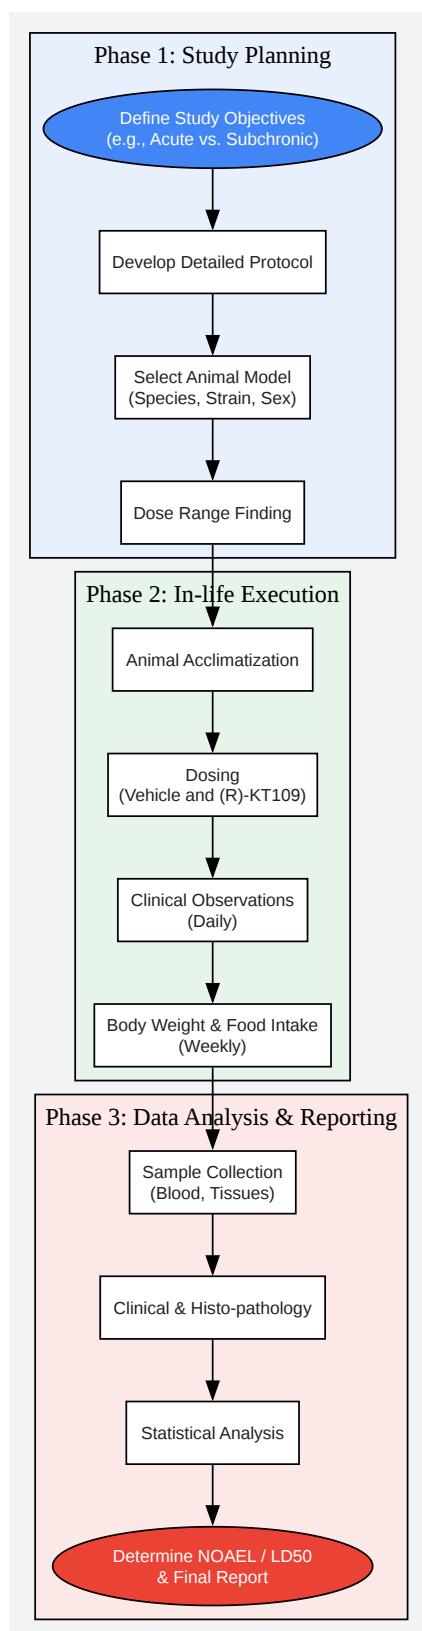 Phase 1: Study Planning
Define Study Objectives
(e.g., Acute vs. Subchronic)
Develop Detailed Protocol
Select Animal Model
(Species, Strain, Sex)
Dose Range Finding
Phase 2: In-life Execution
Animal Acclimatization
Dosing
(Vehicle and (R)-KT109)
Clinical Observations
(Daily)
Body Weight & Food Intake
(Weekly)
Phase 3: Data Analysis & Reporting
Sample Collection
(Blood, Tissues)
Clinical & Histo-pathology
Statistical Analysis
Determine NOAEL / LD50
& Final Report